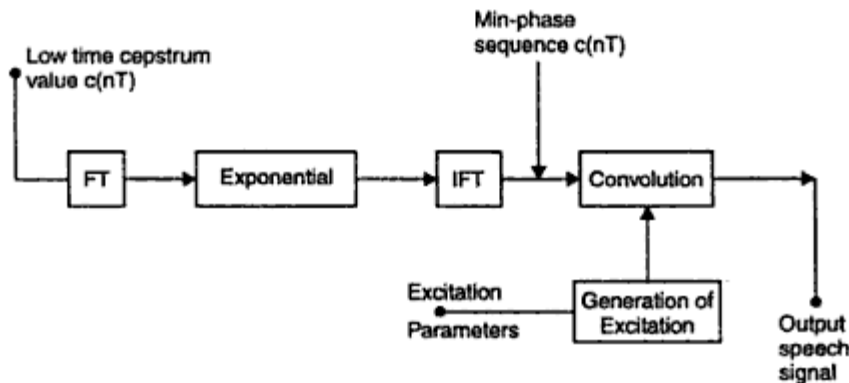 Low time cepstrum
value c(nT)
Min-phase
sequence c(nT)
FT
Exponential
IFT
Convolution
Excitation
Parameters
Generation of
Excitation
Output
speech
signal